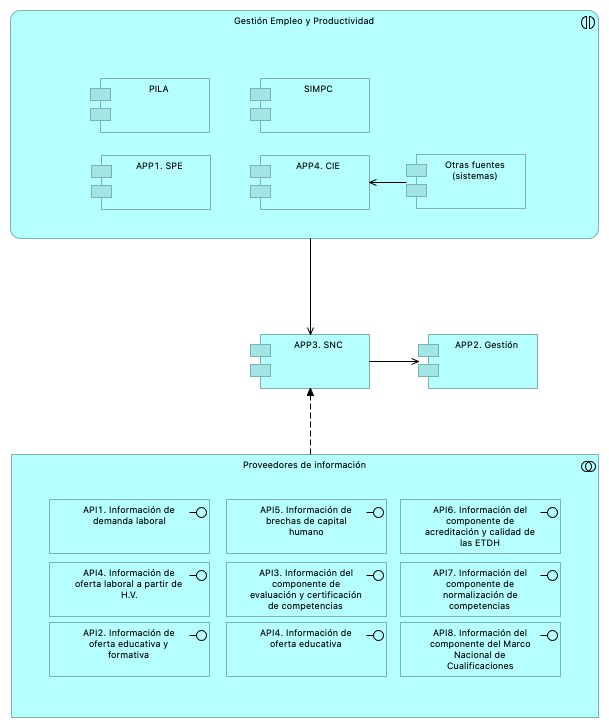 Gestión Empleo y Productividad
PILA
SIMPC
APP1. SPE
APP4. CIE
Otras fuentes
(sistemas)
APP3. SNC
APP2. Gestión
Proveedores de información
API1. Información de
demanda laboral
API5. Información de
brechas de capital
humano
API6. Información del
componente de
acreditación y calidad de
las ETDH
API4. Información de
oferta laboral a partir de
H.V.
API3. Información del
componente de
evaluación y certificación
de competencias
API7. Información del
componente de
normalización de
competencias
API2. Información de
oferta educativa y
formativa
API4. Información de
oferta educativa
API8. Información del
componente del Marco
Nacional de
Cualificaciones